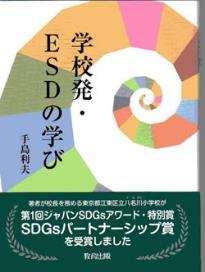 学校発・
ESDの学び
手島利夫
著者が校長を務める東京都江東区立八名川小学校が
第1回ジャパンSDGsアワード・特別賞
SDGsパートナーシップ賞
を受賞しました
教育出版